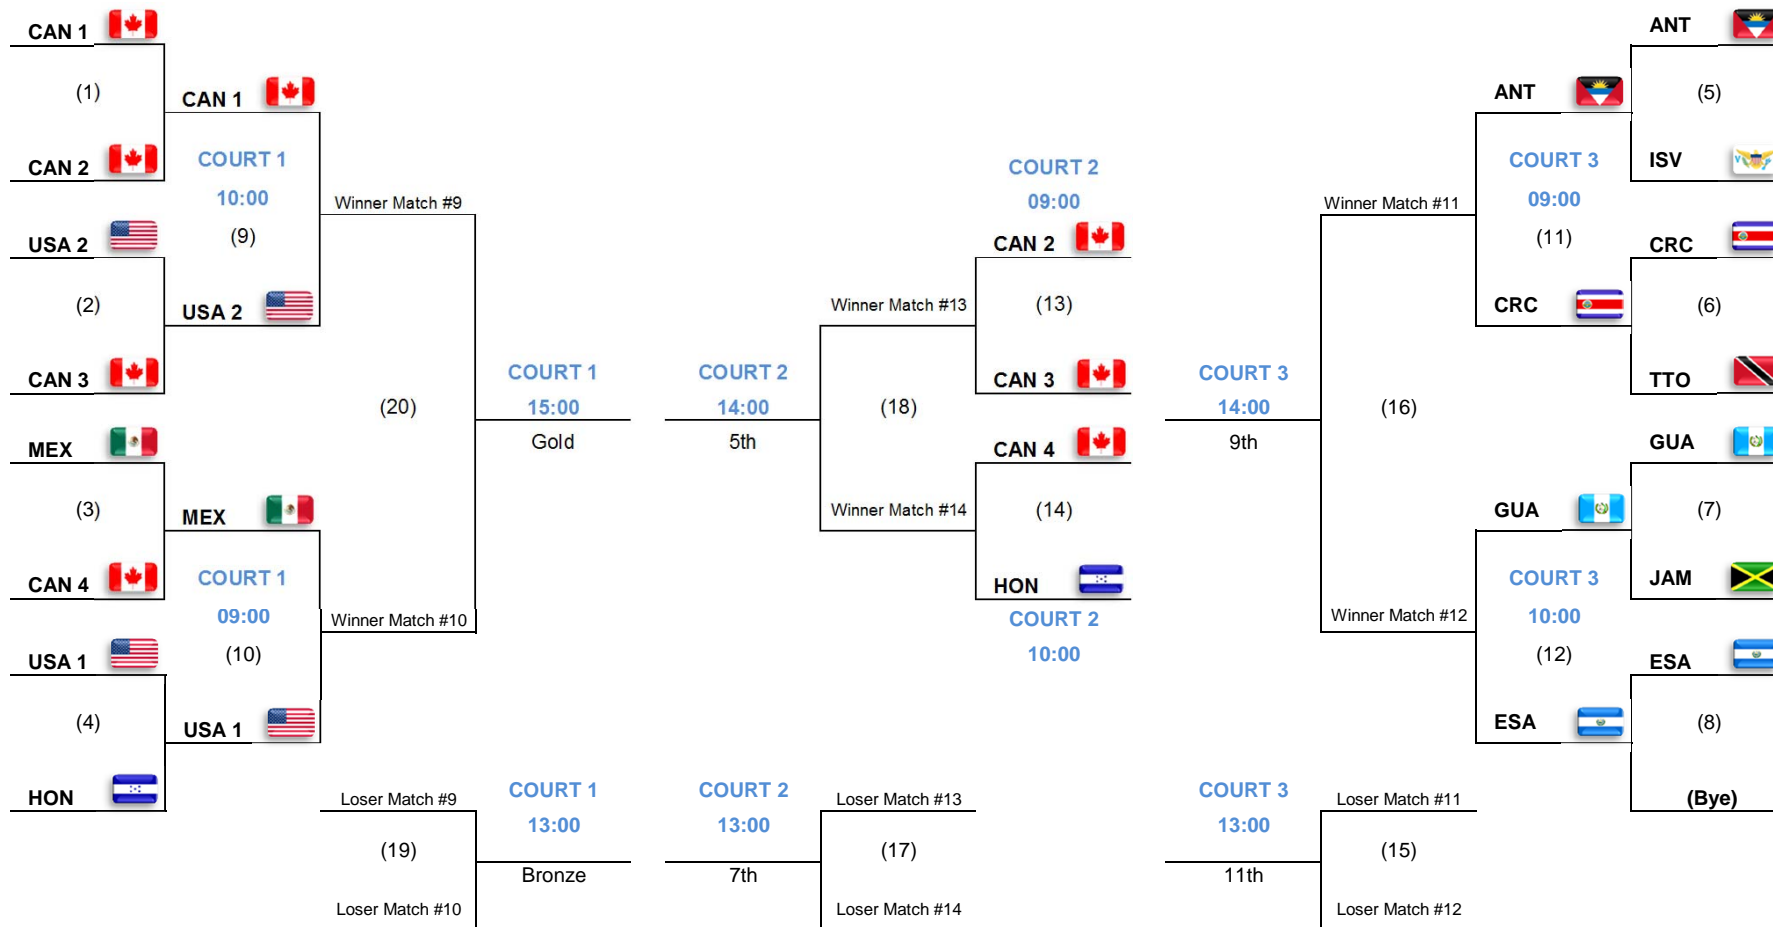 CAN 1
(1)
CAN 2
USA 2
(2)
CAN 3
MEX
(3)
CAN 4
USA 1
(4)
HON
CAN 1
COURT 1
10:00
(9)
USA 2
MEX
COURT 1
09:00
(10)
USA 1
Winner Match #9
(20)
Winner Match #10
COURT 1
15:00
Gold
Loser Match #9
(19)
Loser Match #10
COURT 1
13:00
Bronze
COURT 2
14:00
5th
Winner Match #13
(18)
Winner Match #14
COURT 2
09:00
CAN 2
(13)
CAN 3
CAN 4
(14)
HON
COURT 2
10:00
COURT 2
13:00
7th
Loser Match #13
(17)
Loser Match #14
COURT 3
14:00
9th
Winner Match #11
(16)
Winner Match #12
ANT
COURT 3
09:00
(11)
CRC
GUA
COURT 3
10:00
(12)
ESA
ANT
(5)
ISV
CRC
(6)
TTO
GUA
(7)
JAM
ESA
(8)
(Bye)
COURT 3
13:00
11th
Loser Match #11
(15)
Loser Match #12